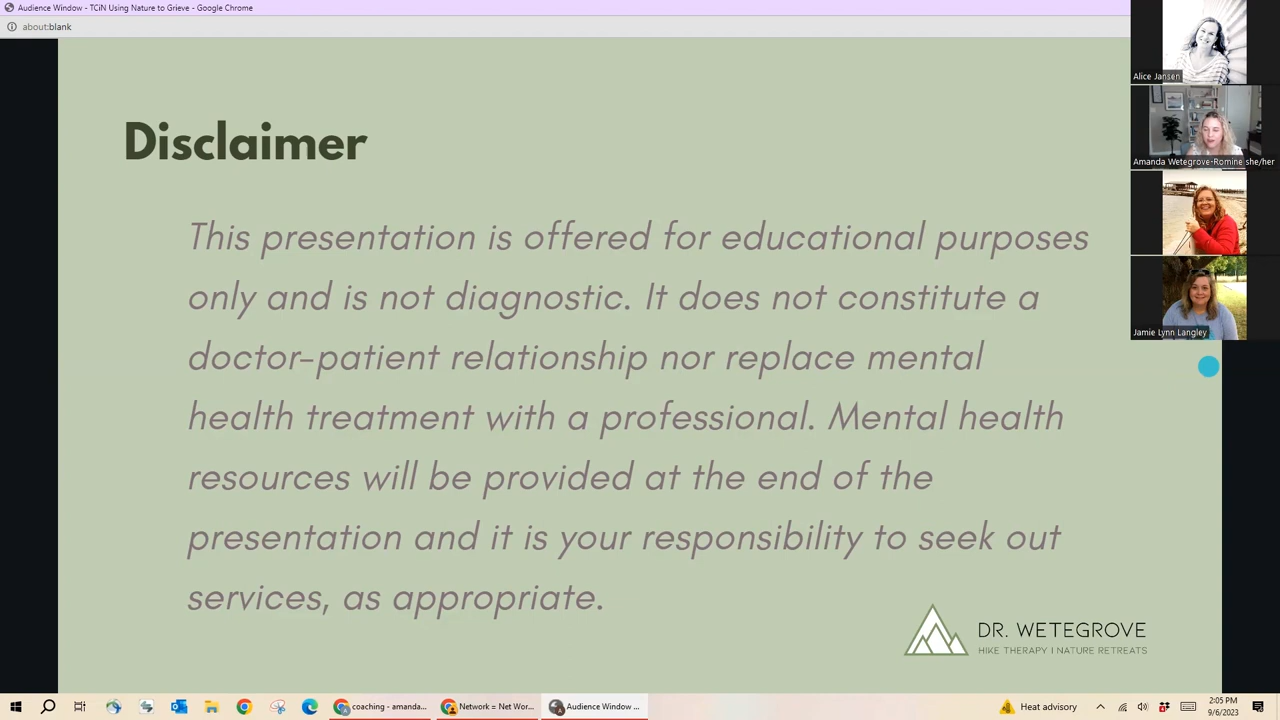 Audience Window - TCiN Using Nature to Grieve - Google Chrome
about:blank
Disclaimer
This presentation is offered for educational purposes
only and is not diagnostic. It does not constitute a
doctor-patient relationship nor replace mental
health treatment with a professional. Mental health
resources will be provided at the end of the
presentation and it is your responsibility to seek out
services, as appropriate.
DR. WETEGROVE
HIKE THERAPY | NATURE RETREATS
Alice Jansen
Amanda Wetegrove-Romine she/her
Jamie Lynn Langley
coaching - amanda...
Network = Net Wor...
Audience Window ...
Heat advisory
2:05 PM
9/6/2023